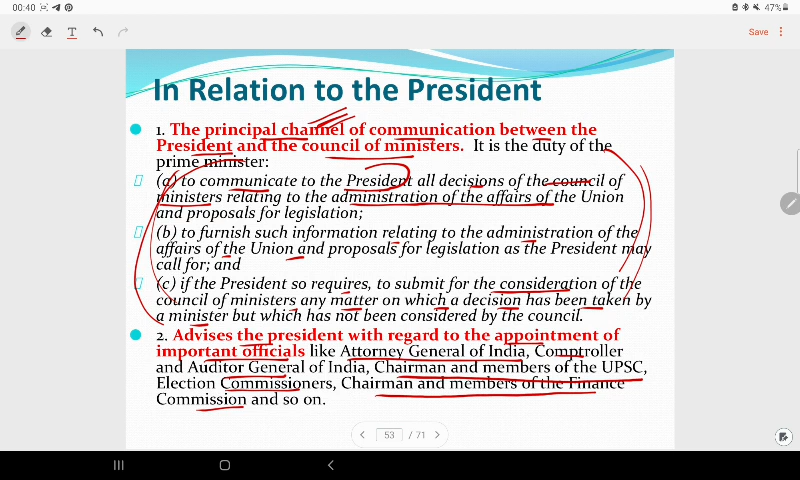 00:40
47%
T
Save
In Relation to the President
1. The principal channel of communication between the
President and the council of ministers. It is the duty of the
prime minister:
(a) to communicate to the President all decisions of the council of
ministers relating to the administration of the affairs of the Union
and proposals for legislation;
(b) to furnish such information relating to the administration of the
affairs of the Union and proposals for legislation as the President may
call for; and
(c) if the President so requires, to submit for the consideration of the
council of ministers any matter on which a decision has been taken by
a minister but which has not been considered by the council.
2. Advises the president with regard to the appointment of
important officials like Attorney General of India, Comptroller
and Auditor General of India, Chairman and members of the UPSC,
Election Commissioners, Chairman and members of the Finance
Commission and so on.
53 / 71